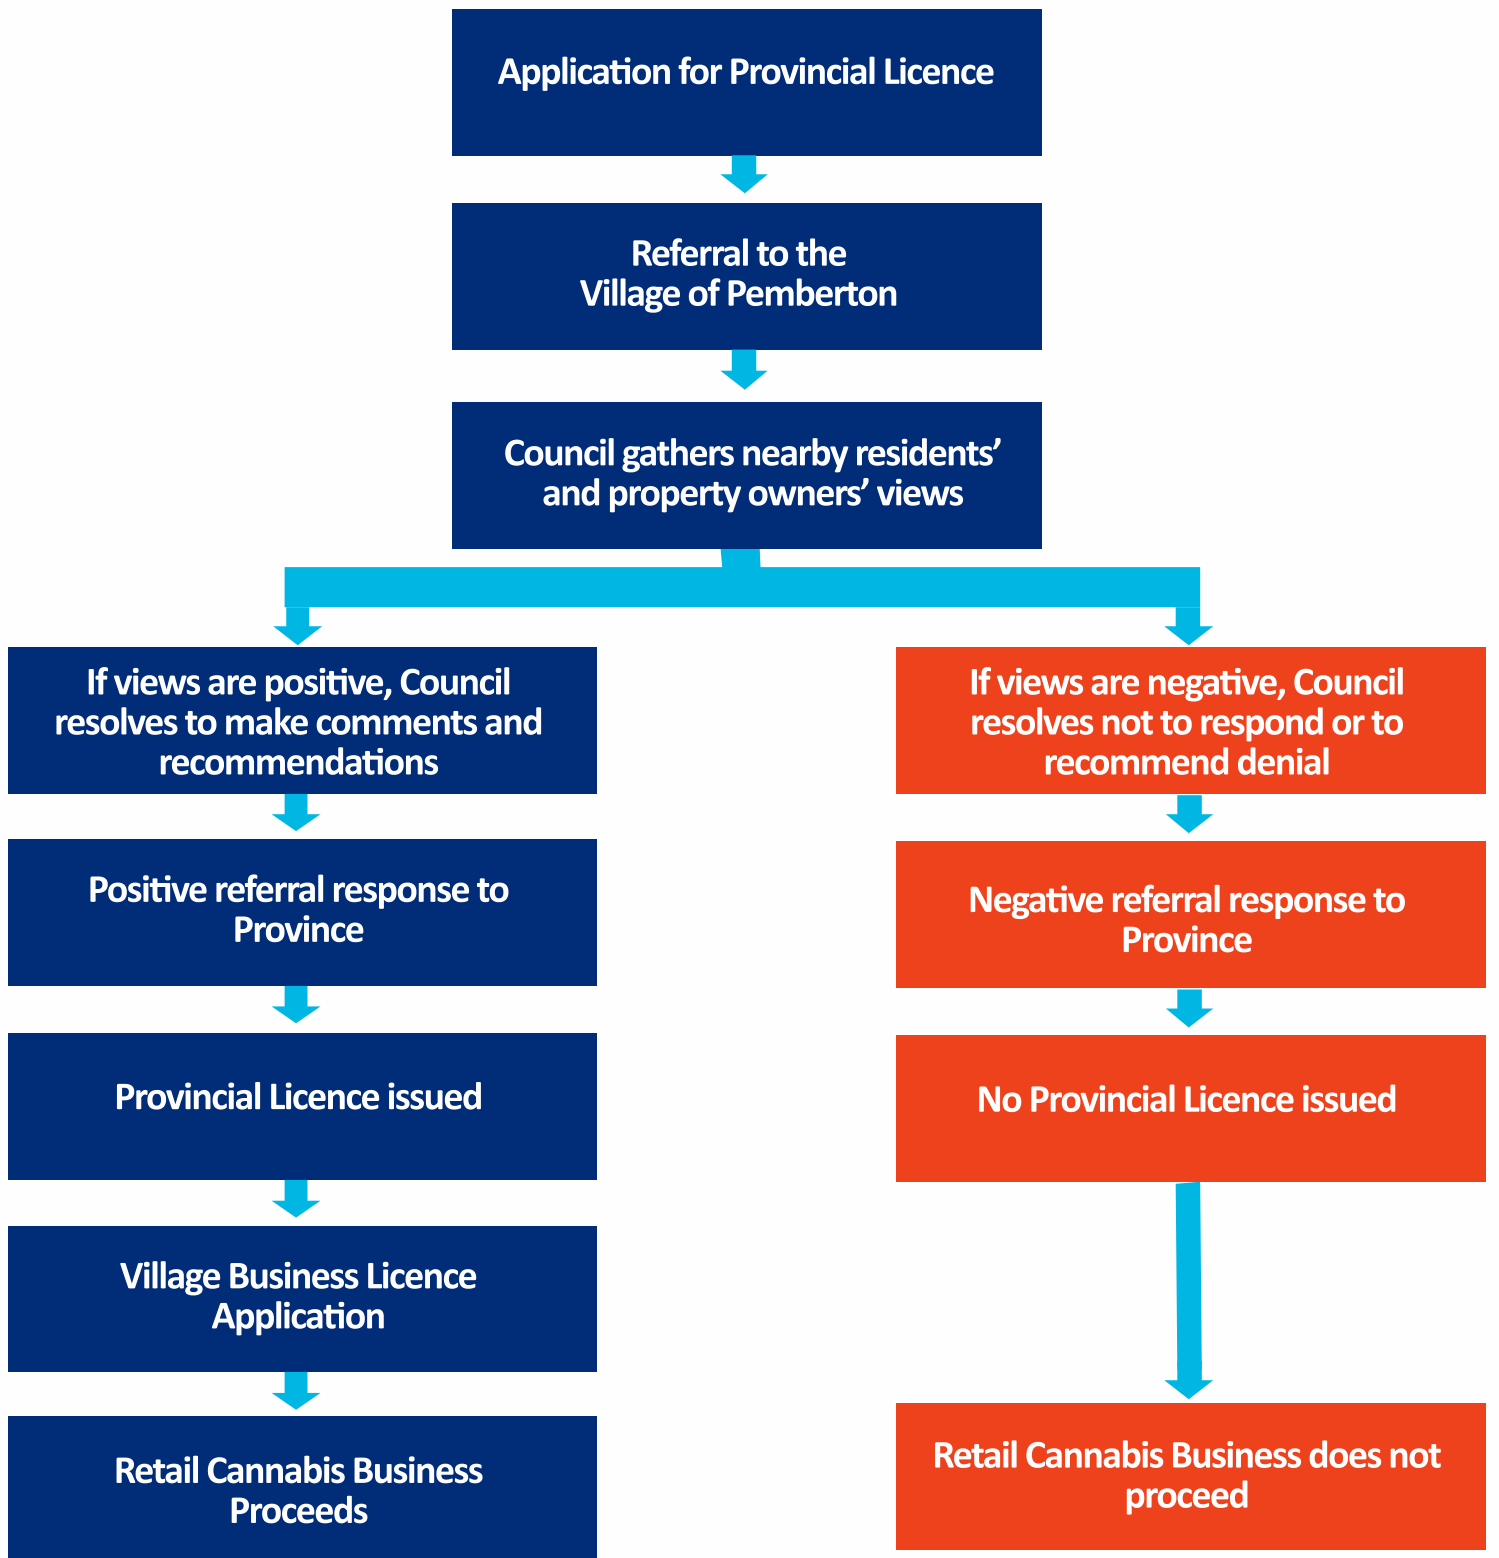 Application for Provincial Licence
Referral to the
Village of Pemberton
Council gathers nearby residents’
and property owners’ views
If views are positive, Council
resolves to make comments and
recommendations
Positive referral response to
Province
Provincial Licence issued
Village Business Licence
Application
Retail Cannabis Business
Proceeds
If views are negative, Council
resolves not to respond or to
recommend denial
Negative referral response to
Province
No Provincial Licence issued
Retail Cannabis Business does not
proceed